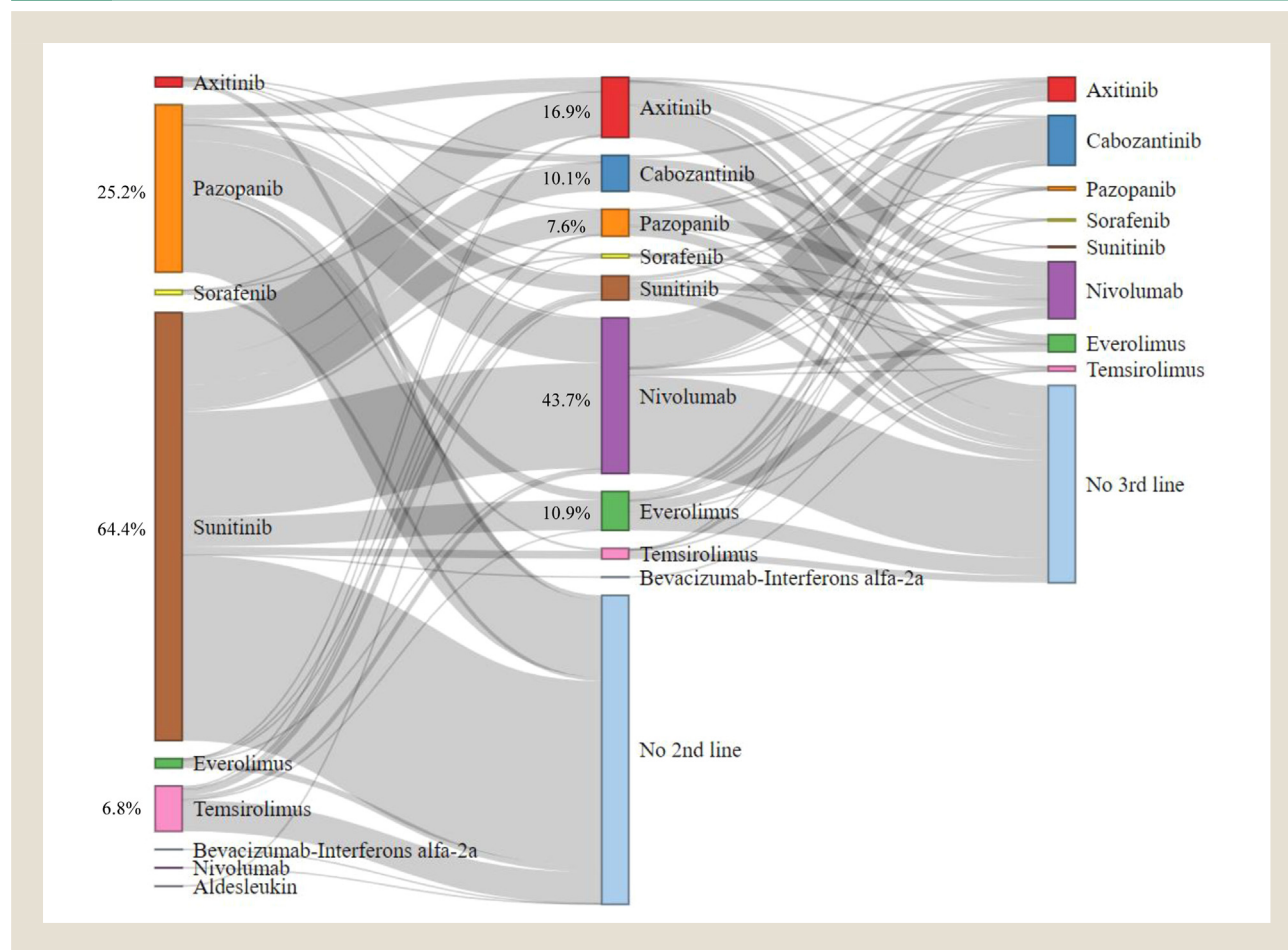 Axitinib
25.2%
Pazopanib
Sorafenib
64.4%
Sunitinib
Everolimus
6.8%
Temsirolimus
Bevacizumab-Interferons alfa-2a
Nivolumab
Aldesleukin
16.9%
Axitinib
10.1%
Cabozantinib
7.6%
Pazopanib
Sorafenib
Sunitinib
43.7%
Nivolumab
10.9%
Everolimus
Temsirolimus
Bevacizumab-Interferons alfa-2a
No 2nd line
Axitinib
Cabozantinib
Pazopanib
Sorafenib
Sunitinib
Nivolumab
Everolimus
Temsirolimus
No 3rd line